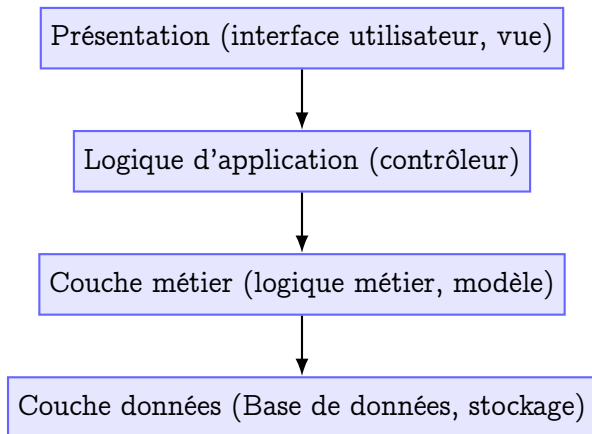 Présentation (interface utilisateur, vue)
Logique d'application (contrôleur)
Couche métier (logique métier, modèle)
Couche données (Base de données, stockage)